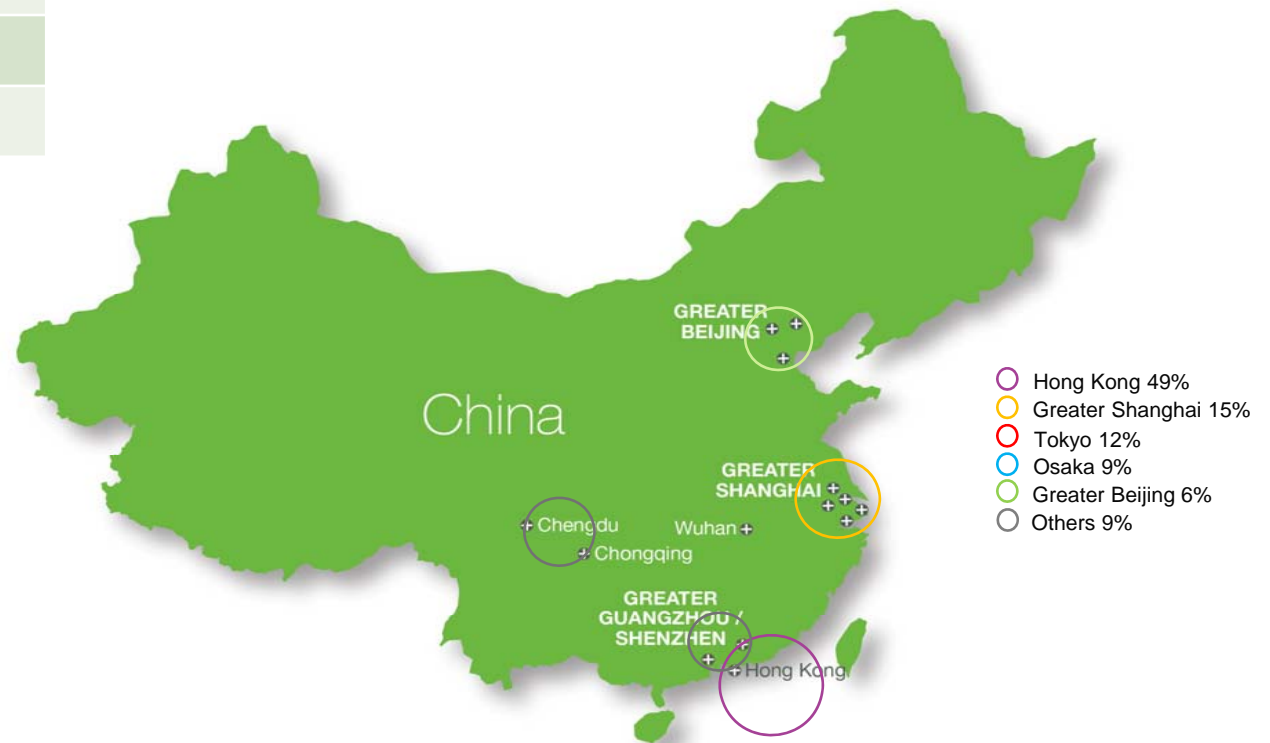 GREATER
BEIJING
China
Hong Kong 49%
Greater Shanghai 15%
Tokyo 12%
Osaka 9%
Greater Beijing 6%
Others 9%
GREATER
SHANGHAI
Chengdu
Wuhan
Chongqing
GREATER
GUANGZHOU /
SHENZHEN
Hong Kong